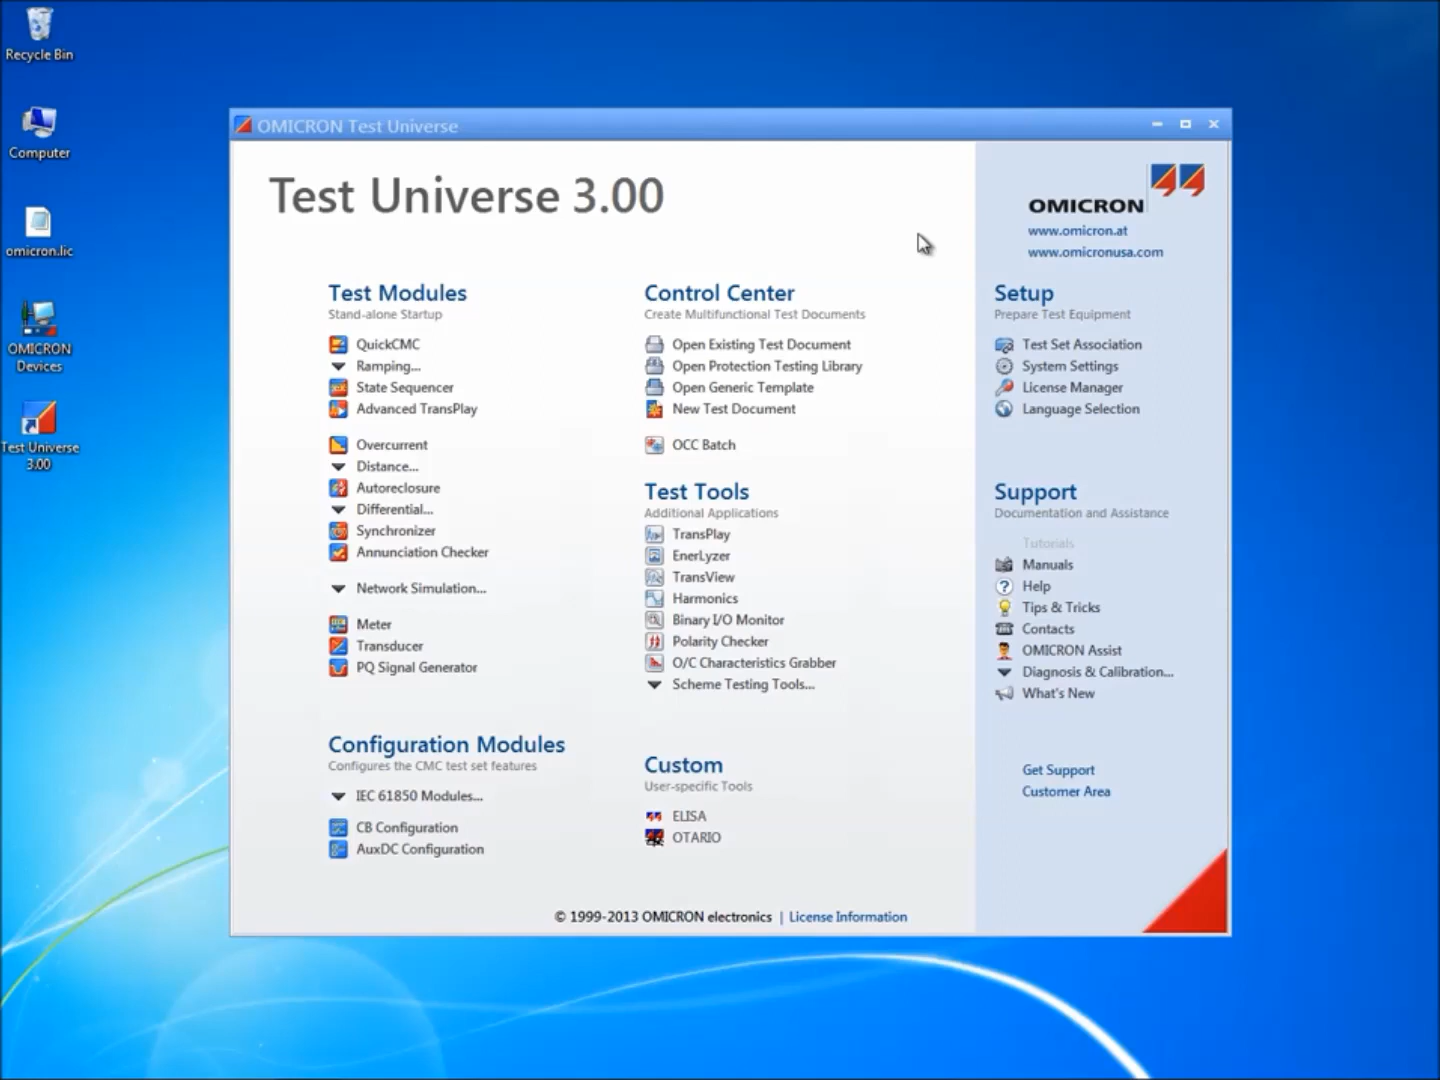 Recycle Bin
Computer
omicron.lic
OMICRON
Devices
Test Universe
3.00
OMICRON Test Universe
Test Universe 3.00
Test Modules
Stand-alone Startup
QuickCMC
Ramping...
State Sequencer
Advanced TransPlay
Overcurrent
Distance...
Autoreclosure
Differential...
Synchronizer
Annunciation Checker
Network Simulation...
Meter
Transducer
PQ Signal Generator
Configuration Modules
Configures the CMC test set features
IEC 61850 Modules...
CB Configuration
AuxDC Configuration
Control Center
Create Multifunctional Test Documents
Open Existing Test Document
Open Protection Testing Library
Open Generic Template
New Test Document
OCC Batch
Test Tools
Additional Applications
TransPlay
EnerLyzer
TransView
Harmonics
Binary I/O Monitor
Polarity Checker
O/C Characteristics Grabber
Scheme Testing Tools...
Custom
User-specific Tools
ELISA
OTARIO
OMICRON
www.omicron.at
www.omicronusa.com
Setup
Prepare Test Equipment
Test Set Association
System Settings
License Manager
Language Selection
Support
Documentation and Assistance
Tutorials
Manuals
Help
Tips & Tricks
Contacts
OMICRON Assist
Diagnosis & Calibration...
What's New
Get Support
Customer Area
© 1999-2013 OMICRON electronics | License Information